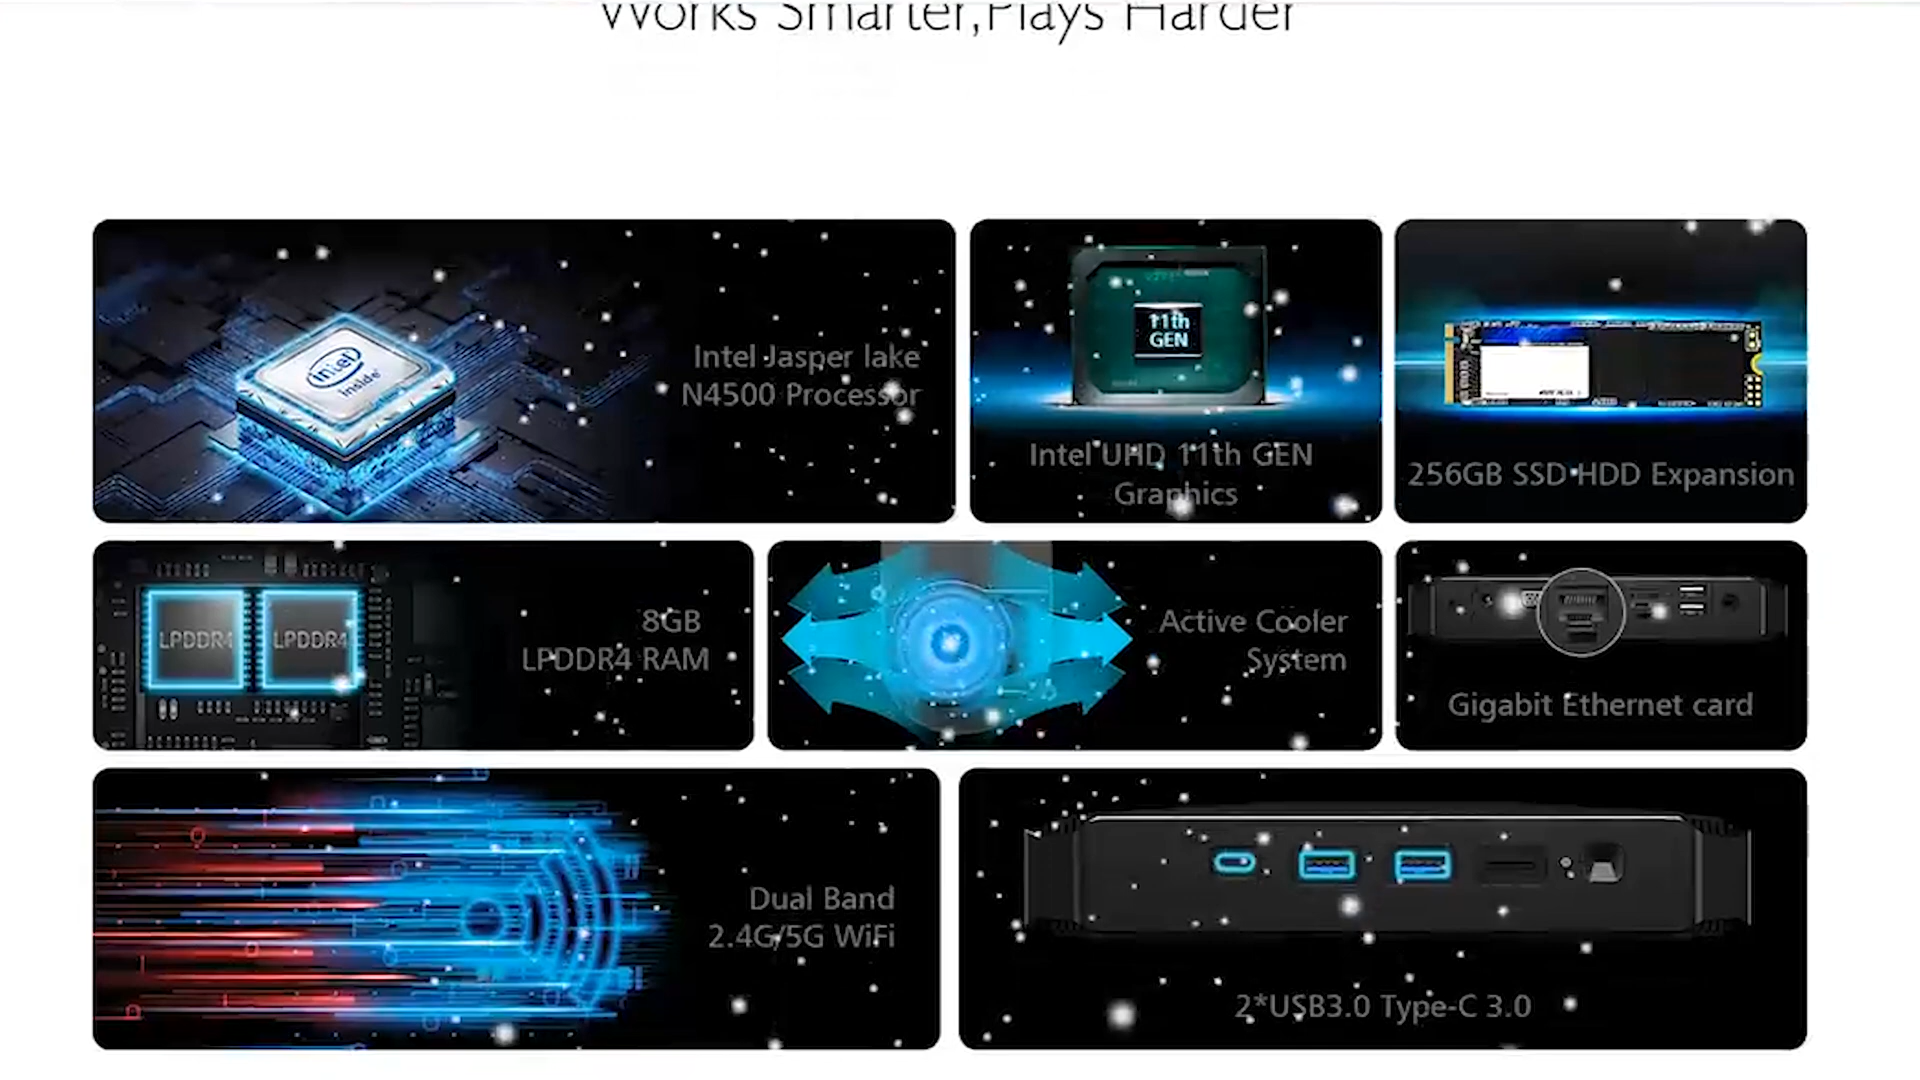 Works Smarter,Plays Harder
intel
inside
Intel Jasper lake
N4500 Processor
11th
GEN
Intel UHD 11th GEN
Graphics
256GB SSD HDD Expansion
LPDDR4 LPDDR4
8GB
LPDDR4 RAM
Active Cooler
System
Gigabit Ethernet card
Dual Band
2.4G/5G WiFi
2*USB3.0 Type-C 3.0